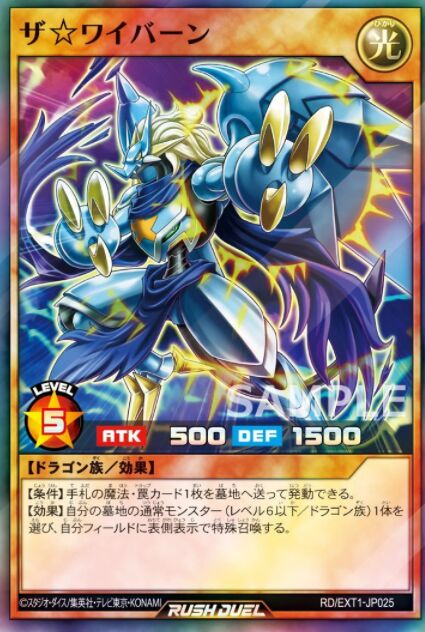 ザ☆ワイバーン
ひかり
光
SAMPLE
LEVEL
5
ATK 500 DEF 1500
【ドラゴン族／効果】
【条件】手札の魔法・罠カード1枚を墓地へ送って発動できる。
【効果】自分の墓地の通常モンスター(レベル6以下／ドラゴン族)1体を
選び、自分フィールドに表側表示で特殊召喚する。
©スタジオ・ダイス/集英社・テレビ東京・KONAMI
RUSH DUEL
RD/EXT1-JP025